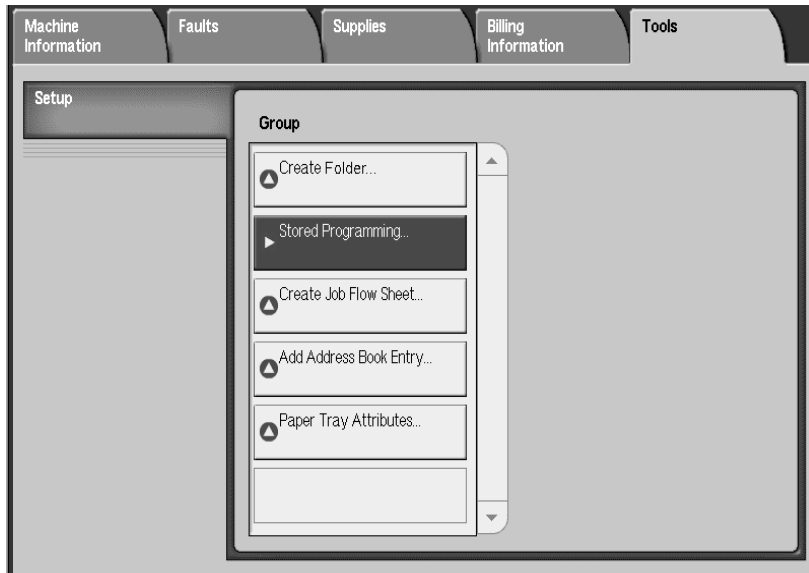 Machine
Information
Faults
Supplies
Billing
Information
Tools
Setup
Group
Create Folder...
Stored Programming...
Create Job Flow Sheet...
Add Address Book Entry...
Paper Tray Attributes...